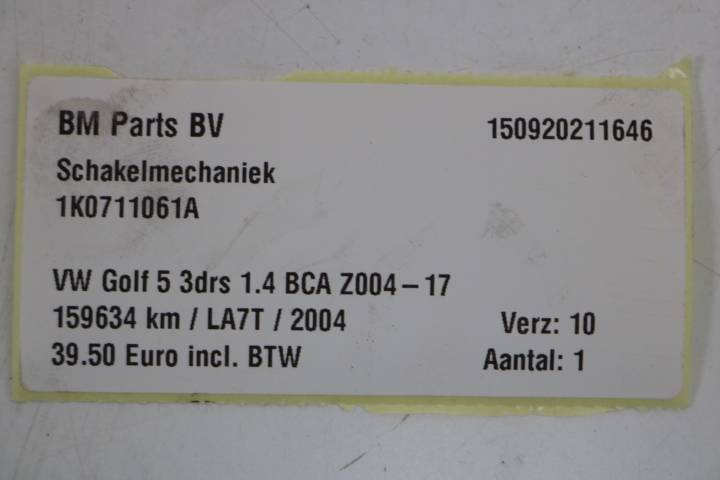 BM Parts BV 150920211646
Schakelmechaniek
1K0711061A
VW Golf 5 3drs 1.4 BCA Z004-17
159634 km / LA7T / 2004 Verz: 10
39.50 Euro incl. BTW Aantal: 1